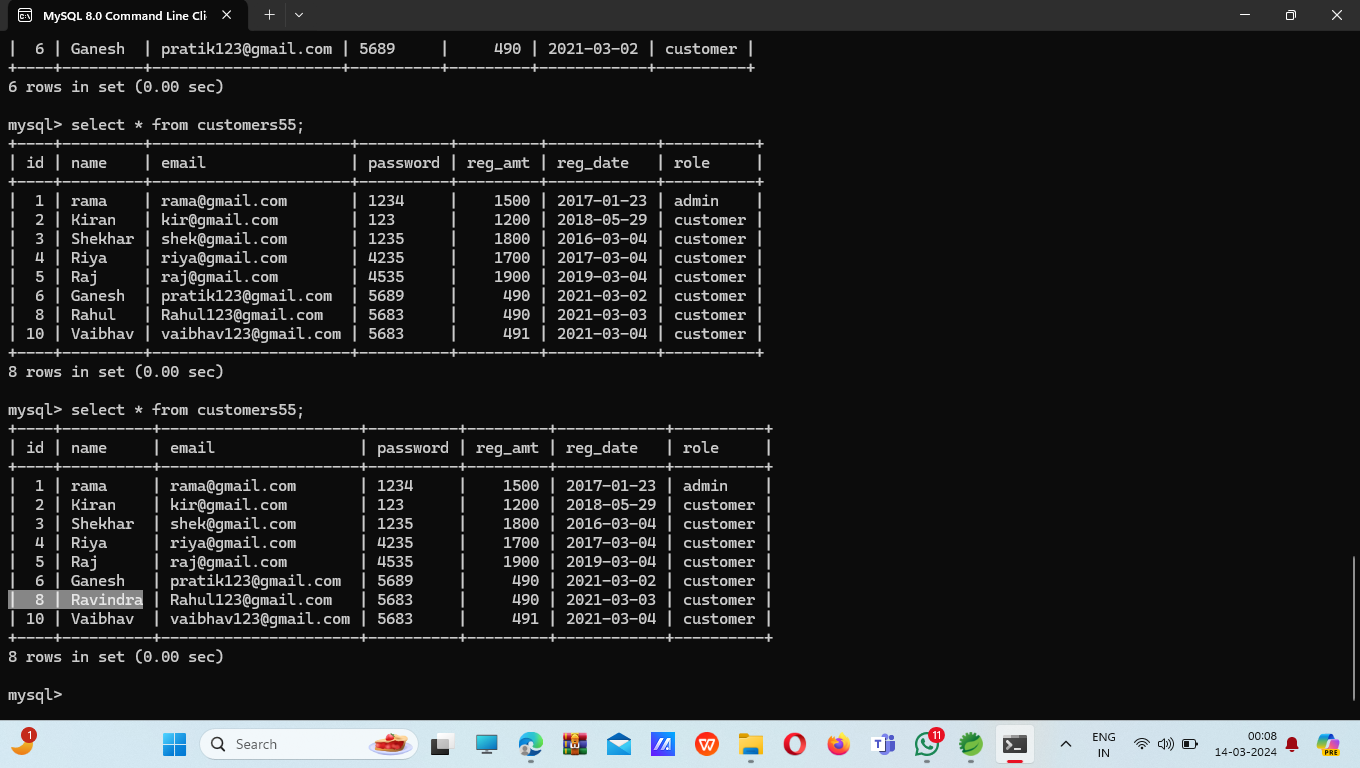 MySQL 8.0 Command Line Cli
|  6 | Ganesh  | pratik123@gmail.com | 5689     |     490 | 2021-03-02 | customer |
+----+---------+---------------------+----------+---------+------------+----------+
6 rows in set (0.00 sec)
mysql> select * from customers55;
+----+---------+----------------------+----------+---------+------------+----------+
| id | name    | email                | password | reg_amt | reg_date   | role     |
+----+---------+----------------------+----------+---------+------------+----------+
|  1 | rama    | rama@gmail.com       | 1234     |    1500 | 2017-01-23 | admin    |
|  2 | Kiran   | kir@gmail.com        | 123      |    1200 | 2018-05-29 | customer |
|  3 | Shekhar | shek@gmail.com       | 1235     |    1800 | 2016-03-04 | customer |
|  4 | Riya    | riya@gmail.com       | 4235     |    1700 | 2017-03-04 | customer |
|  5 | Raj     | raj@gmail.com        | 4535     |    1900 | 2019-03-04 | customer |
|  6 | Ganesh  | pratik123@gmail.com  | 5689     |     490 | 2021-03-02 | customer |
|  8 | Rahul   | Rahul123@gmail.com   | 5683     |     490 | 2021-03-03 | customer |
| 10 | Vaibhav | vaibhav123@gmail.com | 5683     |     491 | 2021-03-04 | customer |
+----+---------+----------------------+----------+---------+------------+----------+
8 rows in set (0.00 sec)
mysql> select * from customers55;
+----+----------+----------------------+----------+---------+------------+----------+
| id | name     | email                | password | reg_amt | reg_date   | role     |
+----+----------+----------------------+----------+---------+------------+----------+
|  1 | rama     | rama@gmail.com       | 1234     |    1500 | 2017-01-23 | admin    |
|  2 | Kiran    | kir@gmail.com        | 123      |    1200 | 2018-05-29 | customer |
|  3 | Shekhar  | shek@gmail.com       | 1235     |    1800 | 2016-03-04 | customer |
|  4 | Riya     | riya@gmail.com       | 4235     |    1700 | 2017-03-04 | customer |
|  5 | Raj      | raj@gmail.com        | 4535     |    1900 | 2019-03-04 | customer |
|  6 | Ganesh   | pratik123@gmail.com  | 5689     |     490 | 2021-03-02 | customer |
|  8 | Ravindra | Rahul123@gmail.com   | 5683     |     490 | 2021-03-03 | customer |
| 10 | Vaibhav  | vaibhav123@gmail.com | 5683     |     491 | 2021-03-04 | customer |
+----+----------+----------------------+----------+---------+------------+----------+
8 rows in set (0.00 sec)
mysql>
1
Search
11
ENG
IN
00:08
14-03-2024
PRE